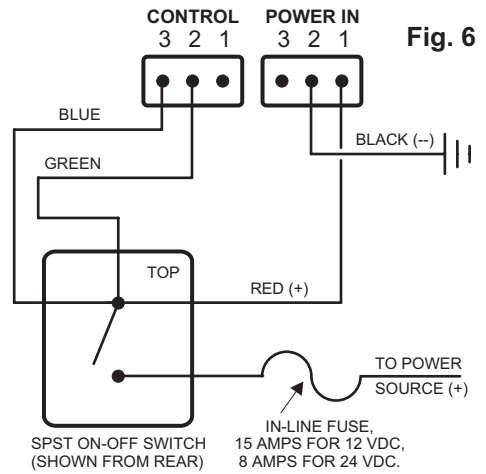 CONTROL POWER IN
Fig. 6
3 2 1 3 2 1
BLUE
BLACK (--)
GREEN
TOP
RED (+)
TO POWER
SOURCE (+)
IN-LINE FUSE,
15 AMPS FOR 12 VDC,
8 AMPS FOR 24 VDC.
SPST ON-OFF SWITCH
(SHOWN FROM REAR)